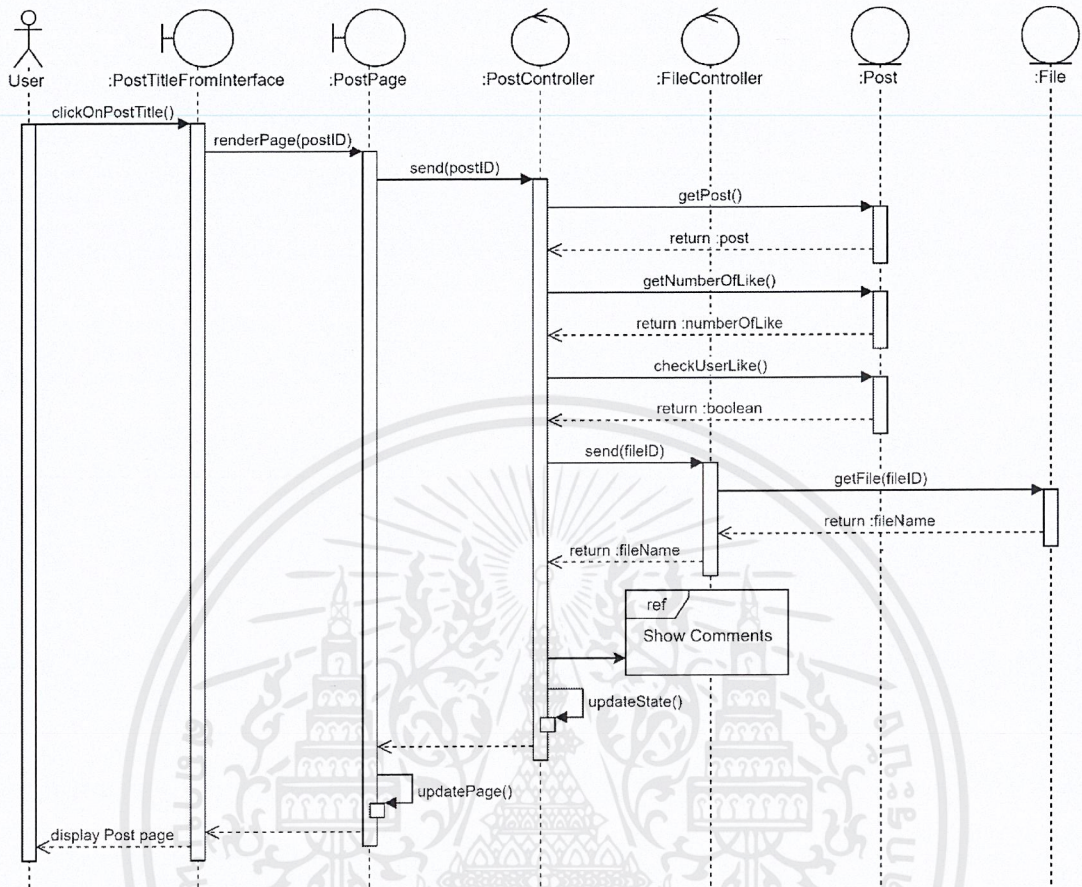 User
:PostTitleFromInterface
:PostPage
:PostController
:FileController
:Post
:File
clickOnPostTitle()
renderPage(postID)
send(postID)
getPost()
return :post
getNumberOfLike()
return :numberOfLike
checkUserLike()
return :boolean
send(fileID)
getFile(fileID)
return :fileName
return :fileName
ref
Show Comments
updateState()
updatePage()
display Post page